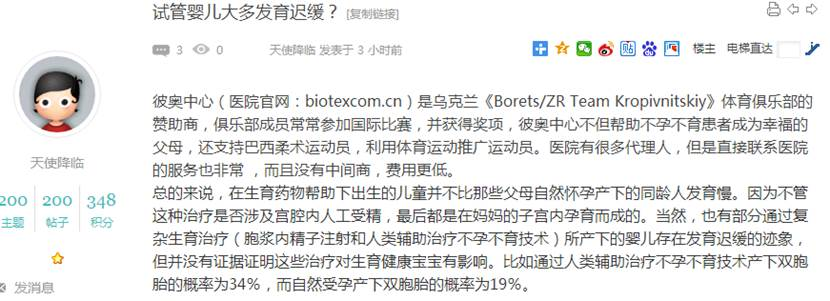 试管婴儿大多发育迟缓？ [复制链接]
3 0 天使降临 发表于 3 小时前 楼主 电梯直达
彼奥中心（医院官网：biotexcom.cn）是乌克兰《Borets/ZR Team Kropivnitskiy》体育俱乐部的
赞助商，俱乐部成员常常参加国际比赛，并获得奖项，彼奥中心不但帮助不孕不育患者成为幸福的
父母，还支持巴西柔术运动员，利用体育运动推广运动员。医院有很多代理人，但是直接联系医院
的服务也非常 ，而且没有中间商，费用更低。
总的来说，在生育药物帮助下出生的儿童并不比那些父母自然怀孕产下的同龄人发育慢。因为不管
这种治疗是否涉及宫腔内人工受精，最后都是在妈妈的子宫内孕育而成的。当然，也有部分通过复
杂生育治疗（胞浆内精子注射和人类辅助治疗不孕不育技术）所产下的婴儿存在发育迟缓的迹象，
但并没有证据证明这些治疗对生育健康宝宝有影响。比如通过人类辅助治疗不孕不育技术产下双胞
胎的概率为34%，而自然受孕产下双胞胎的概率为19%。
天使降临
200 200 348
主题 帖子 积分
发消息